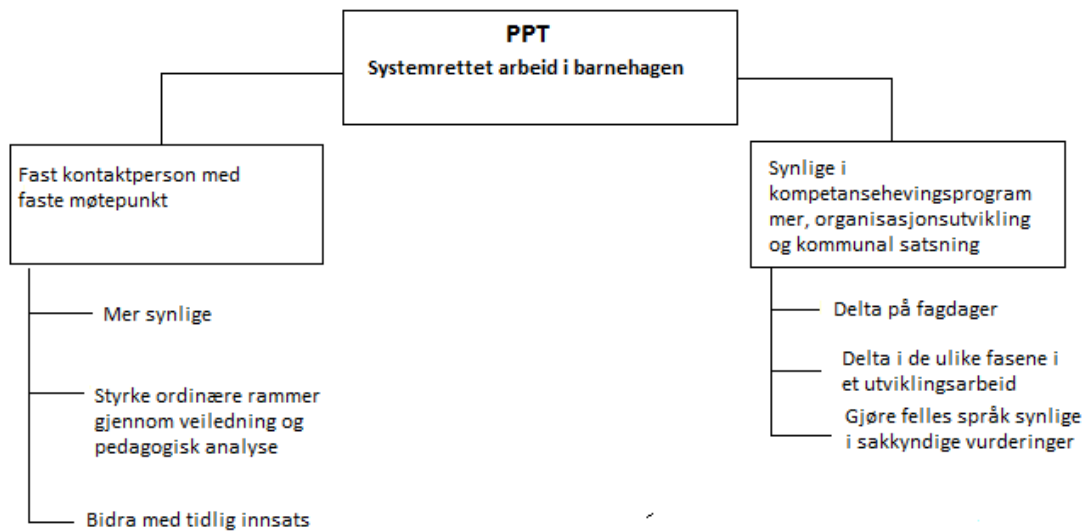 PPT
Systemrettet arbeid i barnehagen
Fast kontaktperson med
faste møtepunkt
Mer synlige
Styrke ordinære rammer
gjennom veiledning og
pedagogisk analyse
Bidra med tidlig innsats
Synlige i
kompetansehevingsprogram
mer, organisasjonsutvikling
og kommunal satsning
Delta på fagdager
Delta i de ulike fasene i
et utviklingsarbeid
Gjøre felles språk synlige
i sakkyndige vurderinger